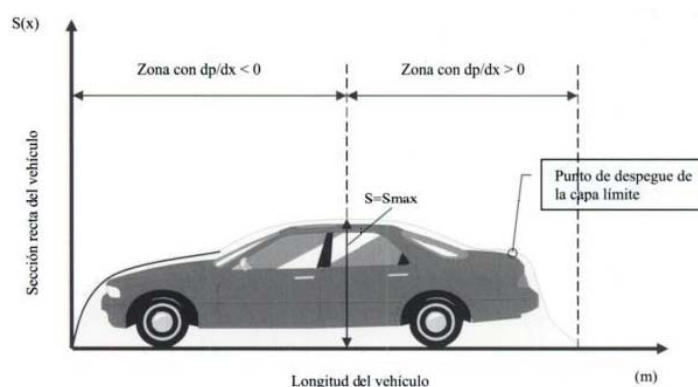 S(x)
Zona con dp/dx < 0
Zona con dp/dx > 0
Punto de despegue de
la capa límite
S=Smax
Sección recta del vehículo
Longitud del vehículo
(m)